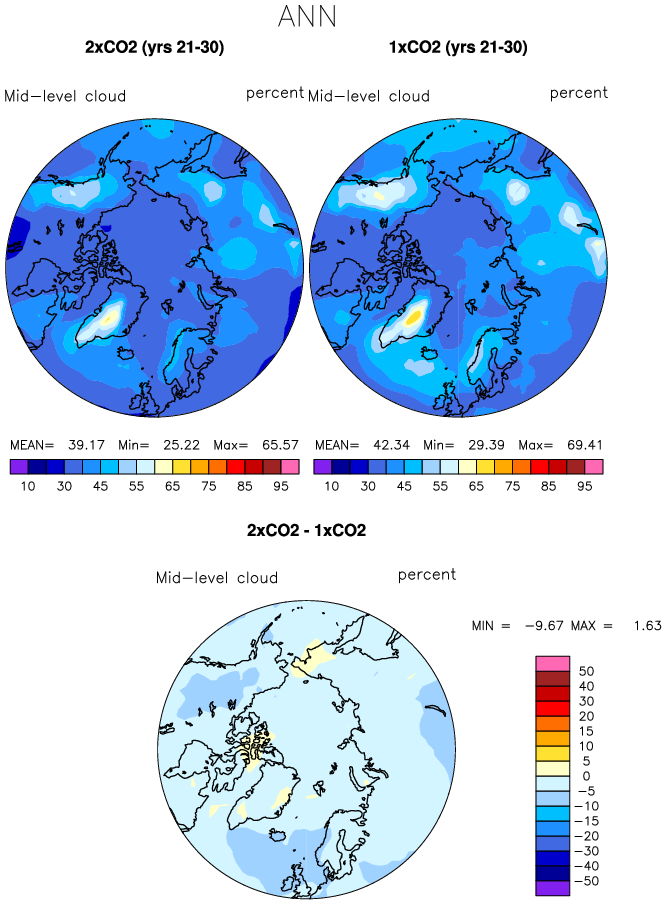 ANN
2xCO2 (yrs 21-30) 1xCO2 (yrs 21-30)
Mid-level cloud percent Mid-level cloud percent
MEAN= 39.17 Min= 25.22 Max= 65.57 MEAN= 42.34 Min= 29.39 Max= 69.41
10 30 45 55 65 75 85 95 10 30 45 55 65 75 85 95
2xCO2 - 1xCO2
Mid-level cloud percent
MIN = -9.67 MAX = 1.63
50
40
30
20
15
10
5
0
-5
-10
-15
-20
-30
-40
-50